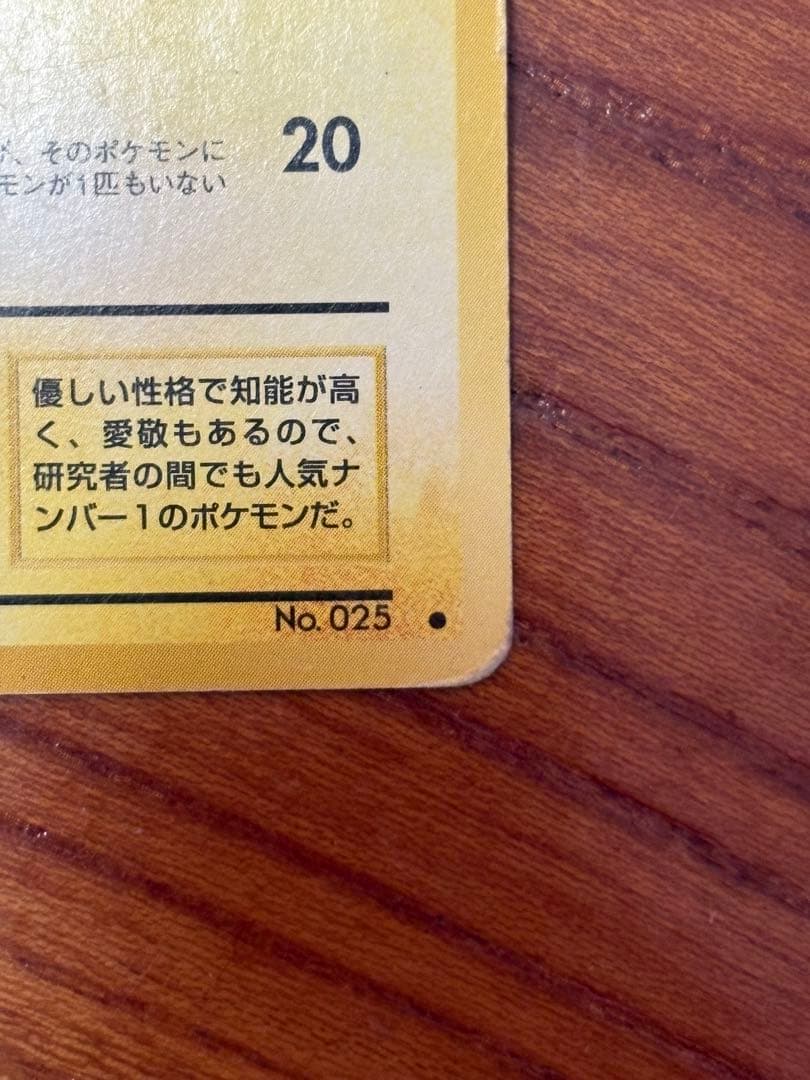 、そのポケモンに
モンが1匹もいない
20
優しい性格で知能が高
く、愛敬もあるので、
研究者の間でも人気ナ
ンバー1のポケモンだ。
No.025 ●